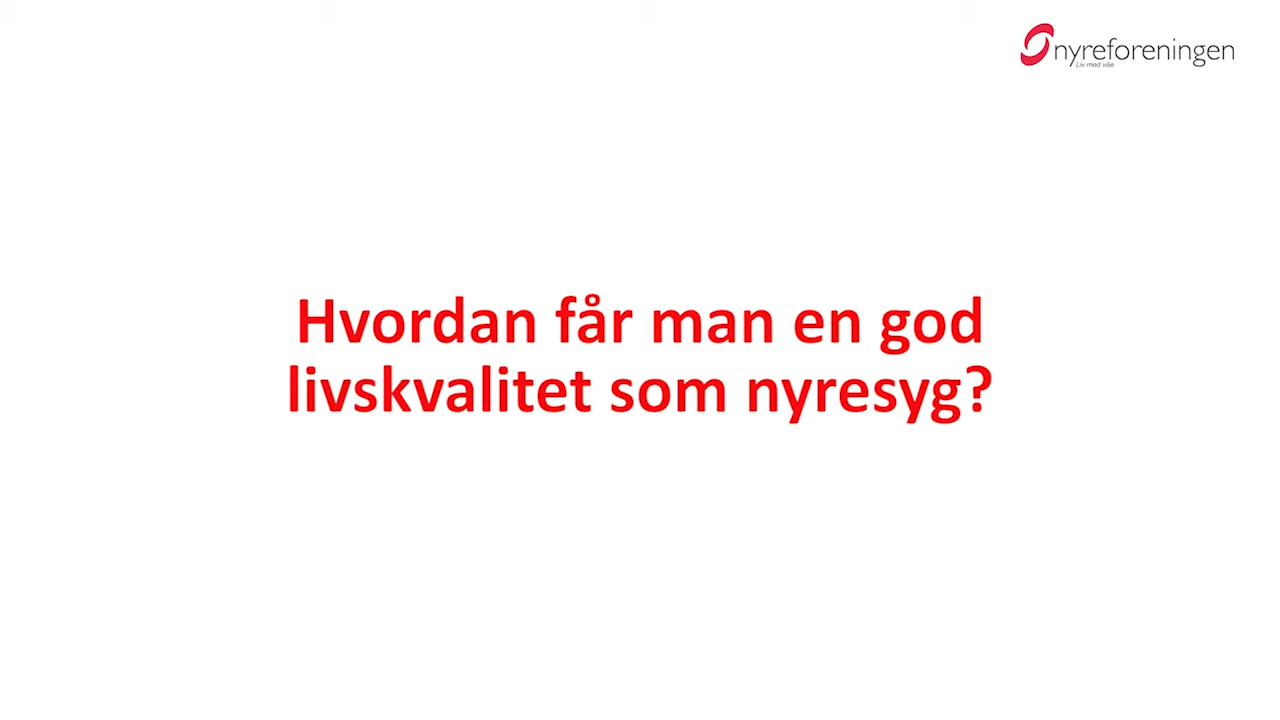 nyreforeningen
Liv med vilje
Hvordan får man en god
livskvalitet som nyresyg?